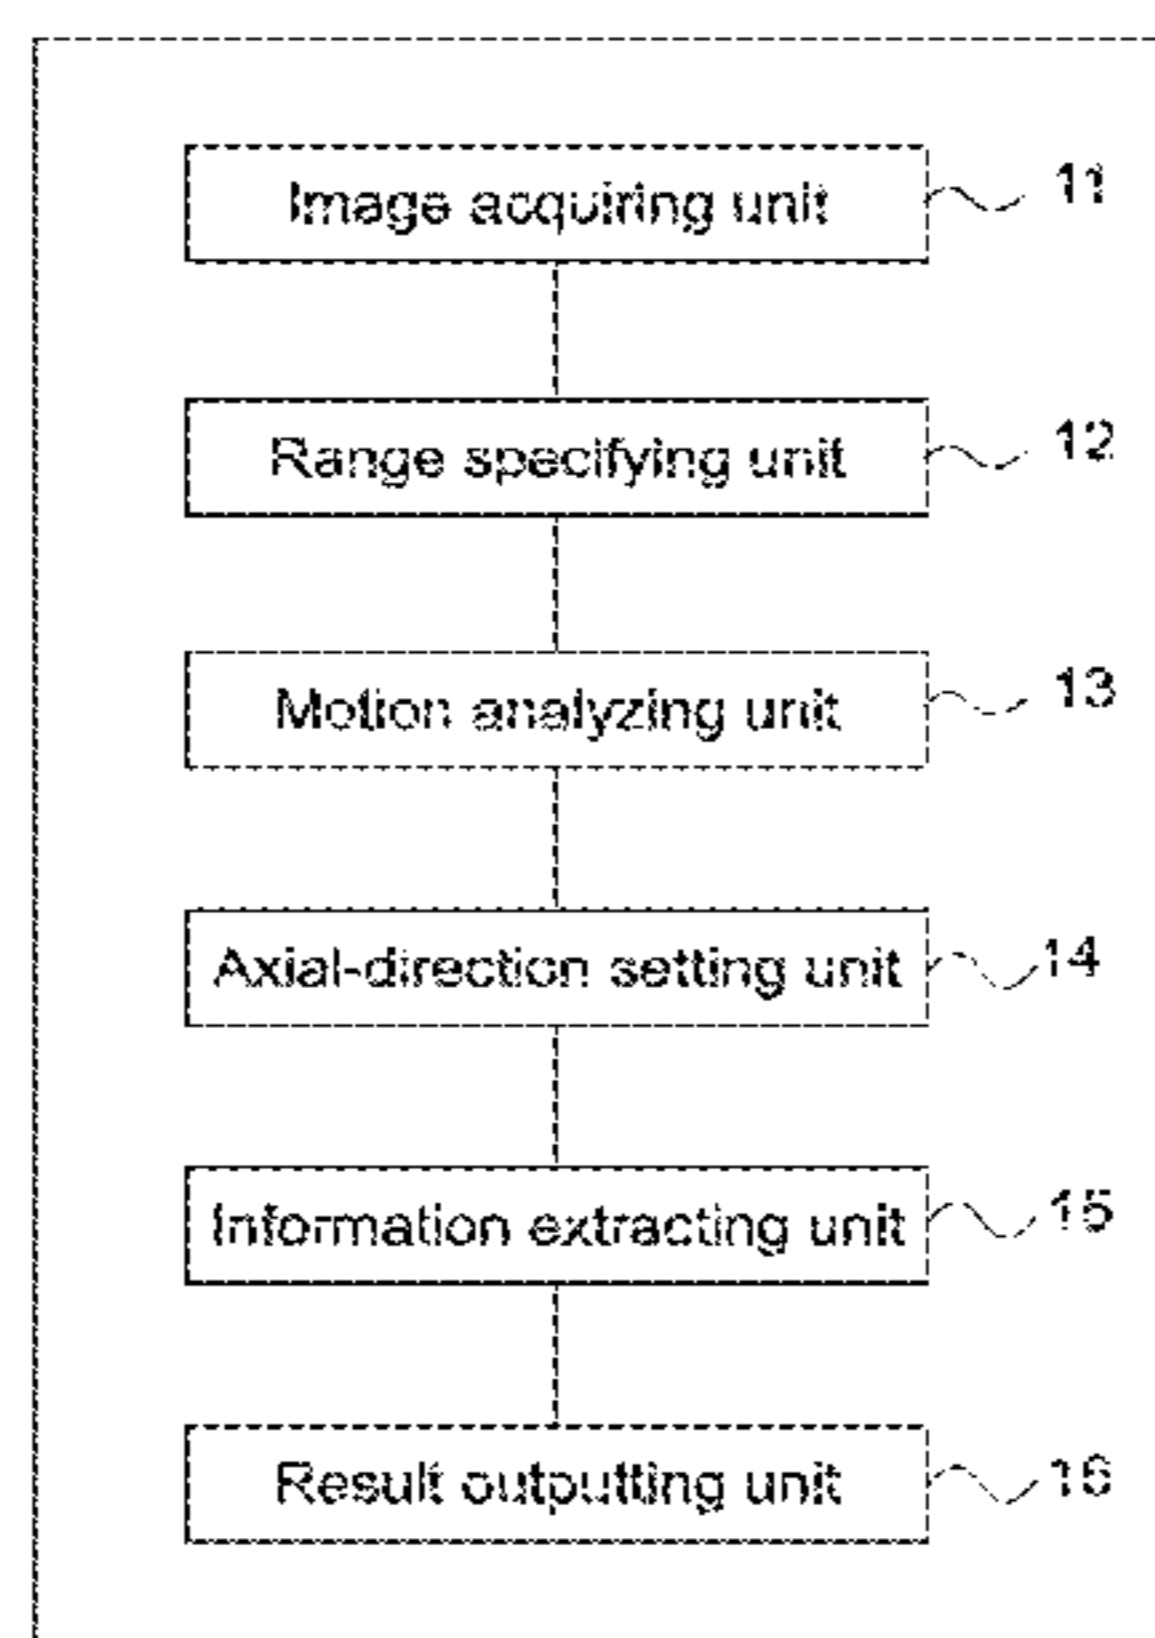 Image acquiring unit 11
Range specifying unit 12
Motion analyzing unit 13
Axial-direction setting unit 14
Information extracting unit 15
Result outputting unit 16